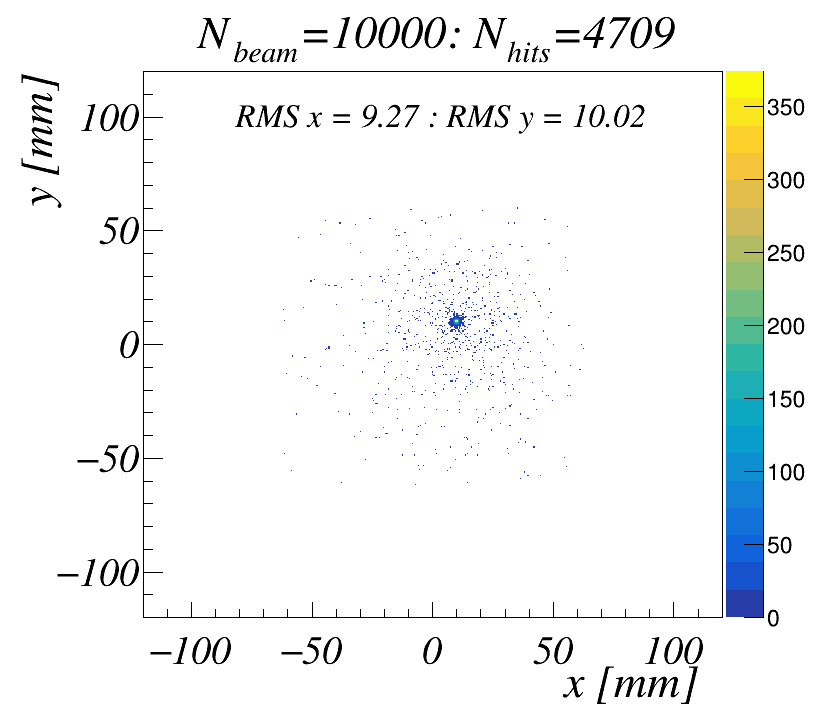 N_beam=10000: N_hits=4709
RMS x = 9.27 : RMS y = 10.02
y [mm]
100
50
0
−50
−100
−100 −50 0 50 100
x [mm]
350
300
250
200
150
100
50
0